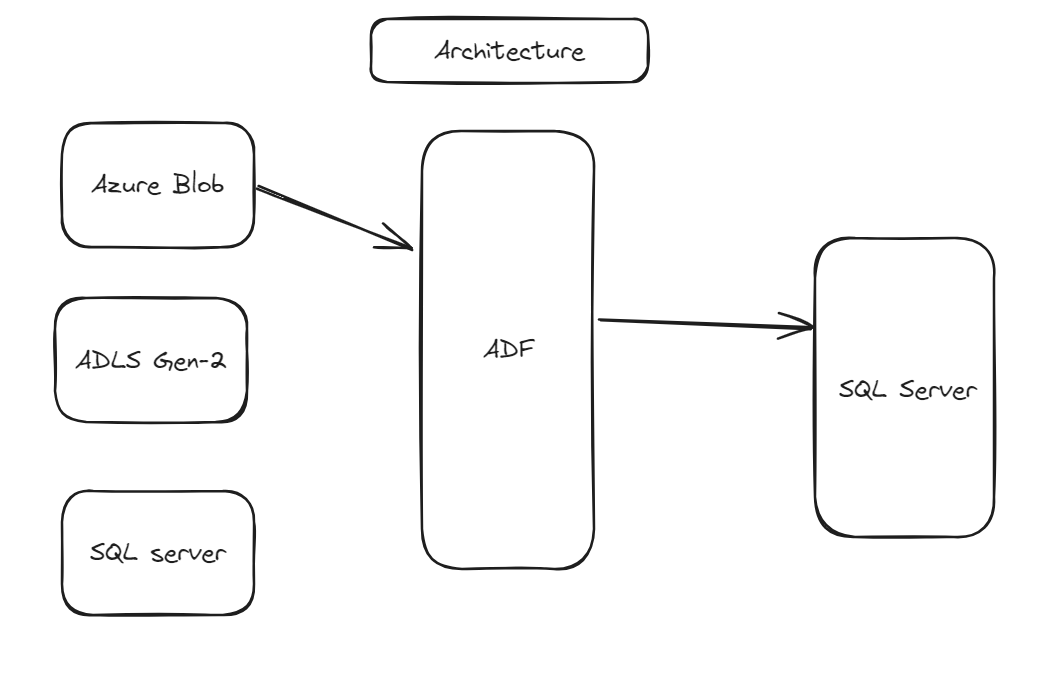 Architecture
Azure Blob
ADLS Gen-2
ADF
SQL Server
SQL server